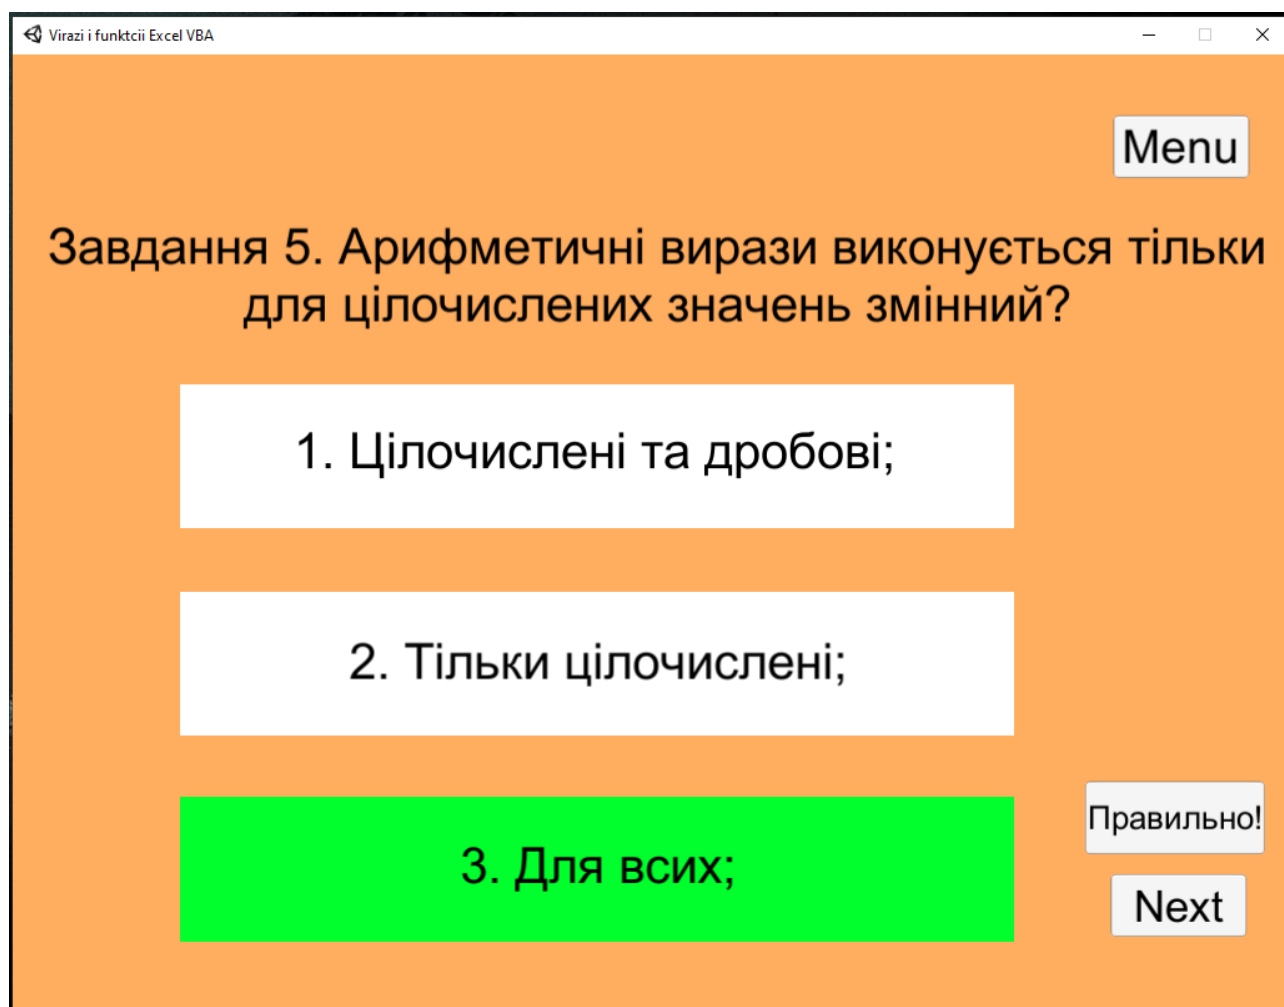 Virazi i funktcii Excel VBA
Menu
Завдання 5. Арифметичні вирази виконується тільки
для цілочислених значень змінний?
1. Цілочислені та дробові;
2. Тільки цілочислені;
3. Для всих;
Правильно!
Next